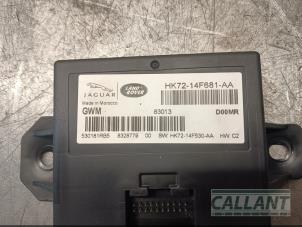 JAGUAR LAND ROVER HK72-14F681-AA
Made in Morocco
GWM 83013 D00MR
530181R85 8328779 00 SW HK72-14F530-AA HW C2
CALLANT